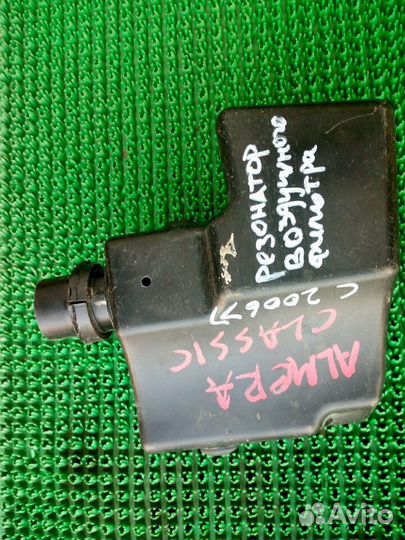 резонатор
воздушного
фильтра
с 2006 г)
ALMERA
CLASSIC
Avito